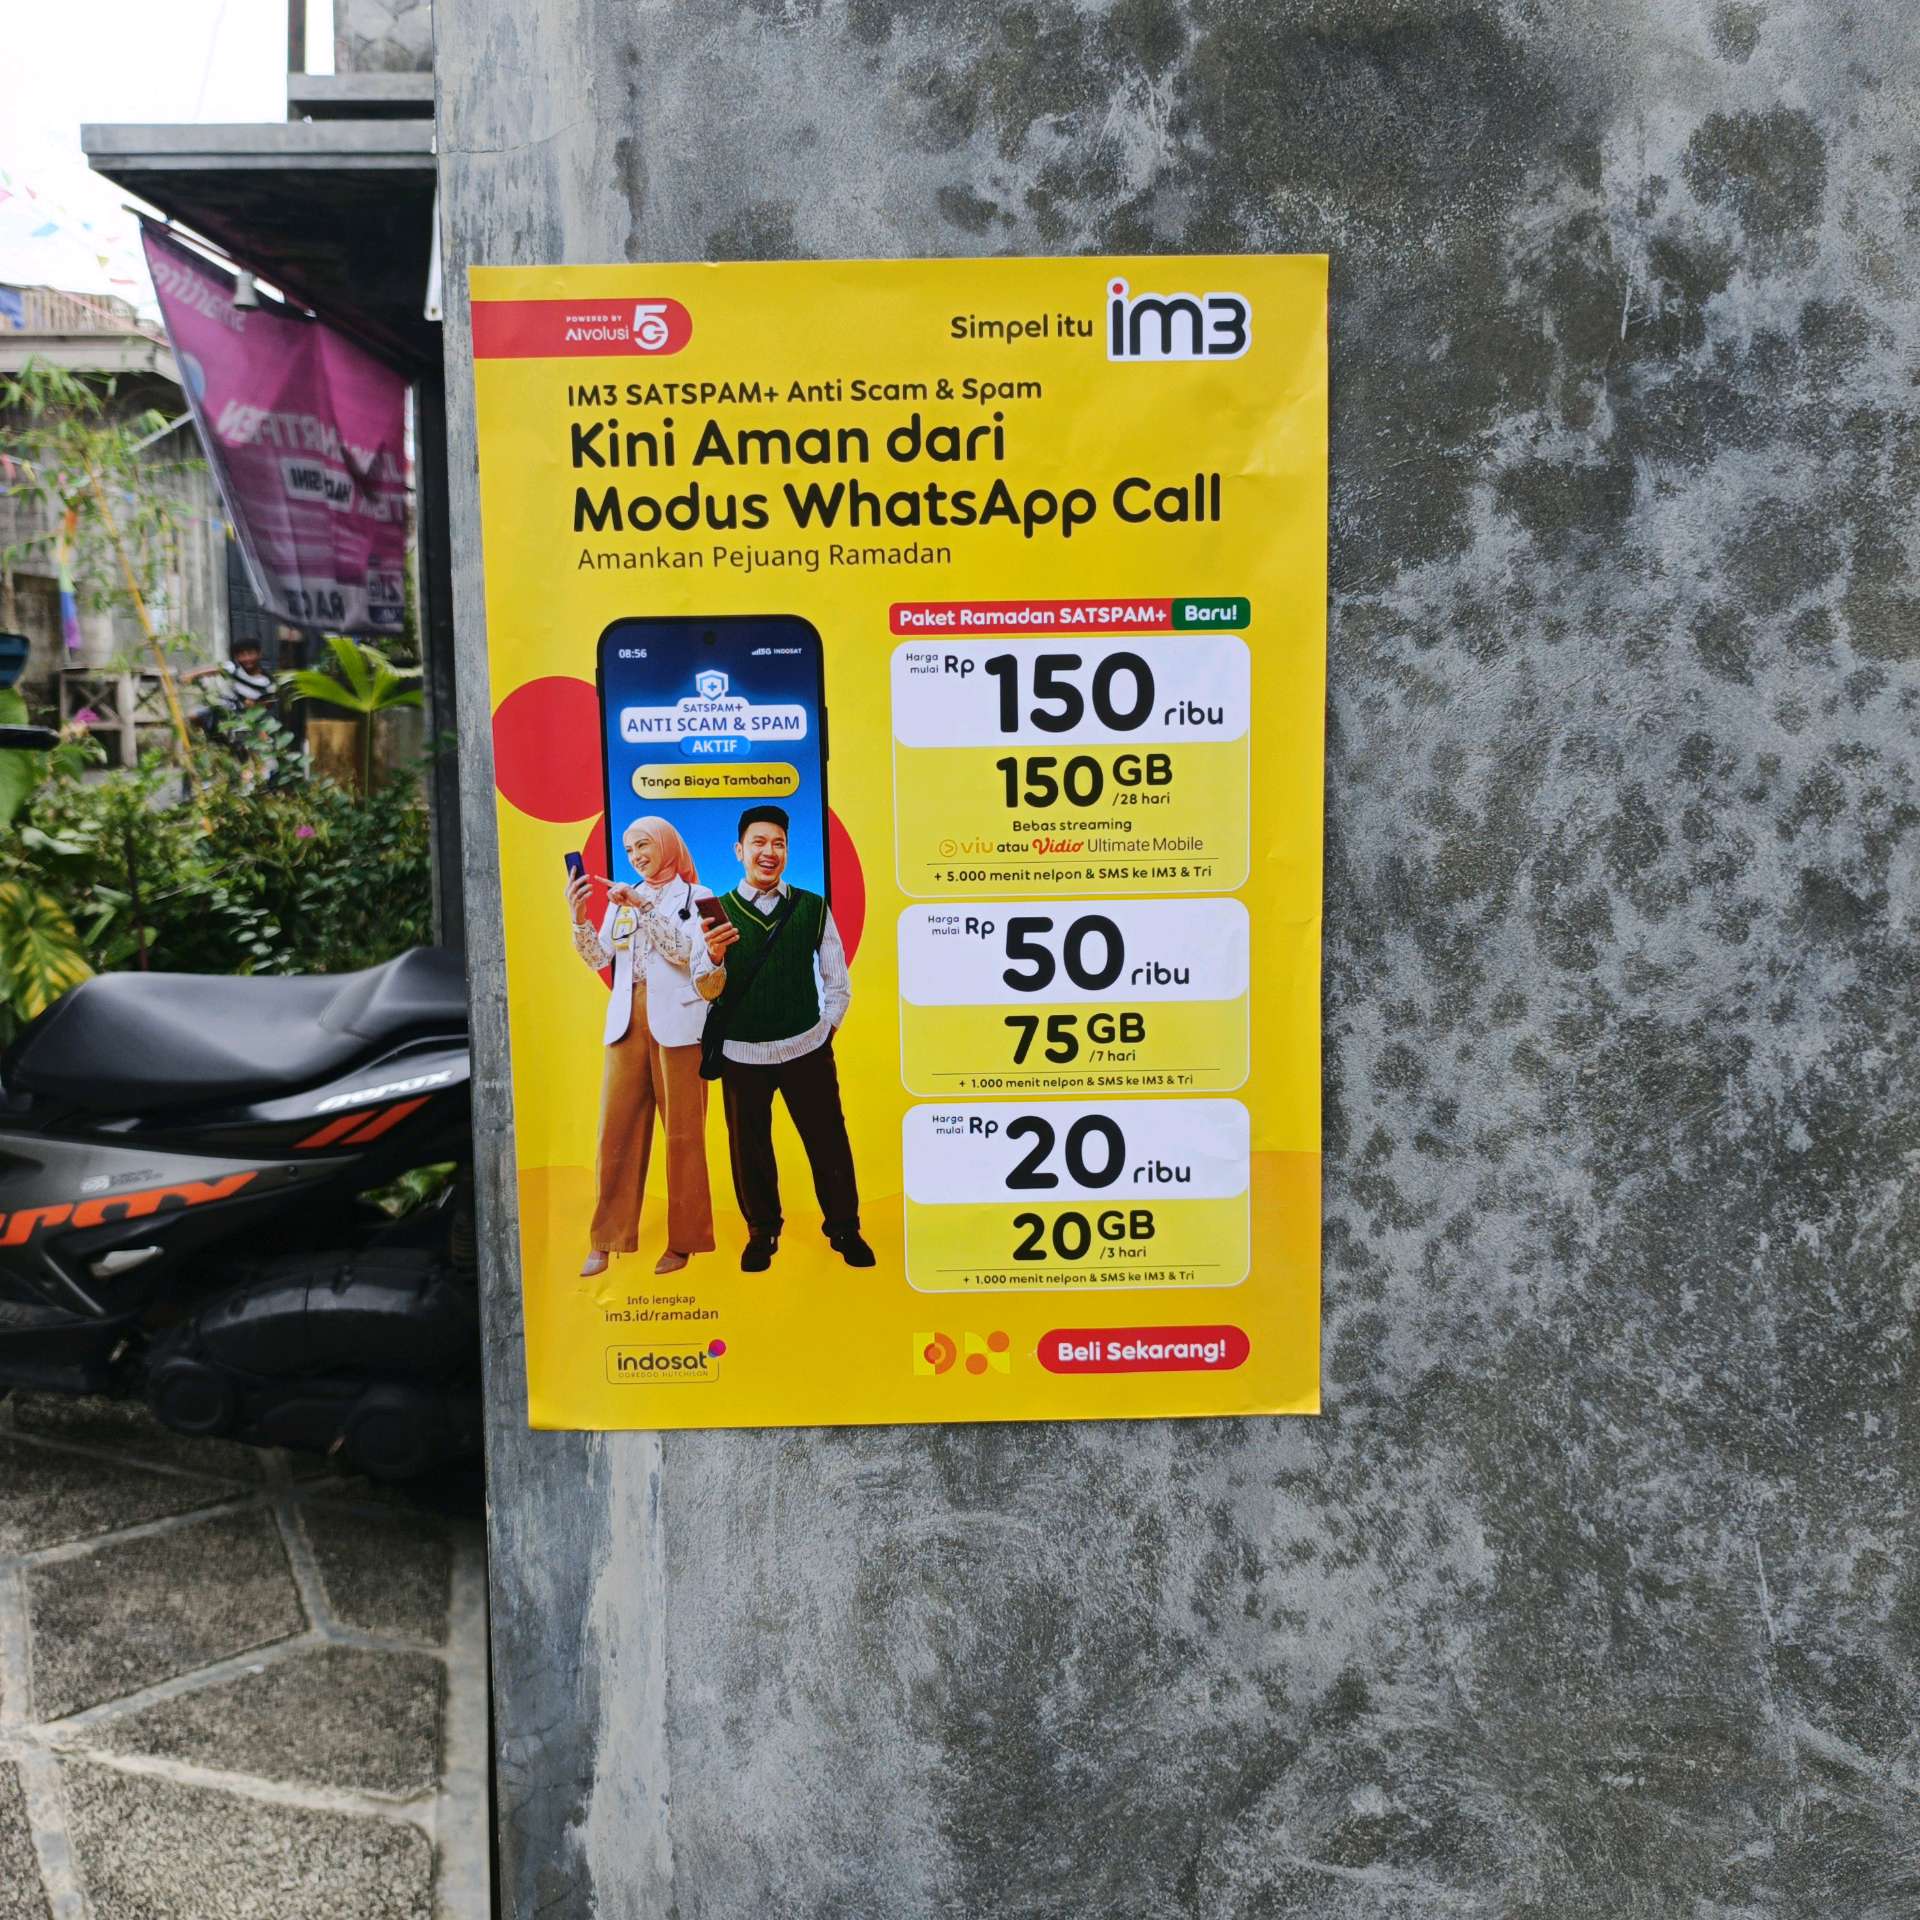 POWERED BY
AIvolusi 5G
Simpel itu im3
IM3 SATSPAM+ Anti Scam & Spam
Kini Aman dari
Modus WhatsApp Call
Amankan Pejuang Ramadan
08:56
5G INDOSAT
SATSPAM+
ANTI SCAM & SPAM
AKTIF
Tanpa Biaya Tambahan
Paket Ramadan SATSPAM+ Baru!
Harga mulai Rp 150 ribu
150 GB /28 hari
Bebas streaming
viu atau Vidio Ultimate Mobile
+ 5.000 menit nelpon & SMS ke IM3 & Tri
Harga mulai Rp 50 ribu
75 GB /7 hari
+ 1.000 menit nelpon & SMS ke IM3 & Tri
Harga mulai Rp 20 ribu
20 GB /3 hari
+ 1.000 menit nelpon & SMS ke IM3 & Tri
Info lengkap
im3.id/ramadan
indosat
OOREDOO HUTCHISON
Beli Sekarang!
aerox